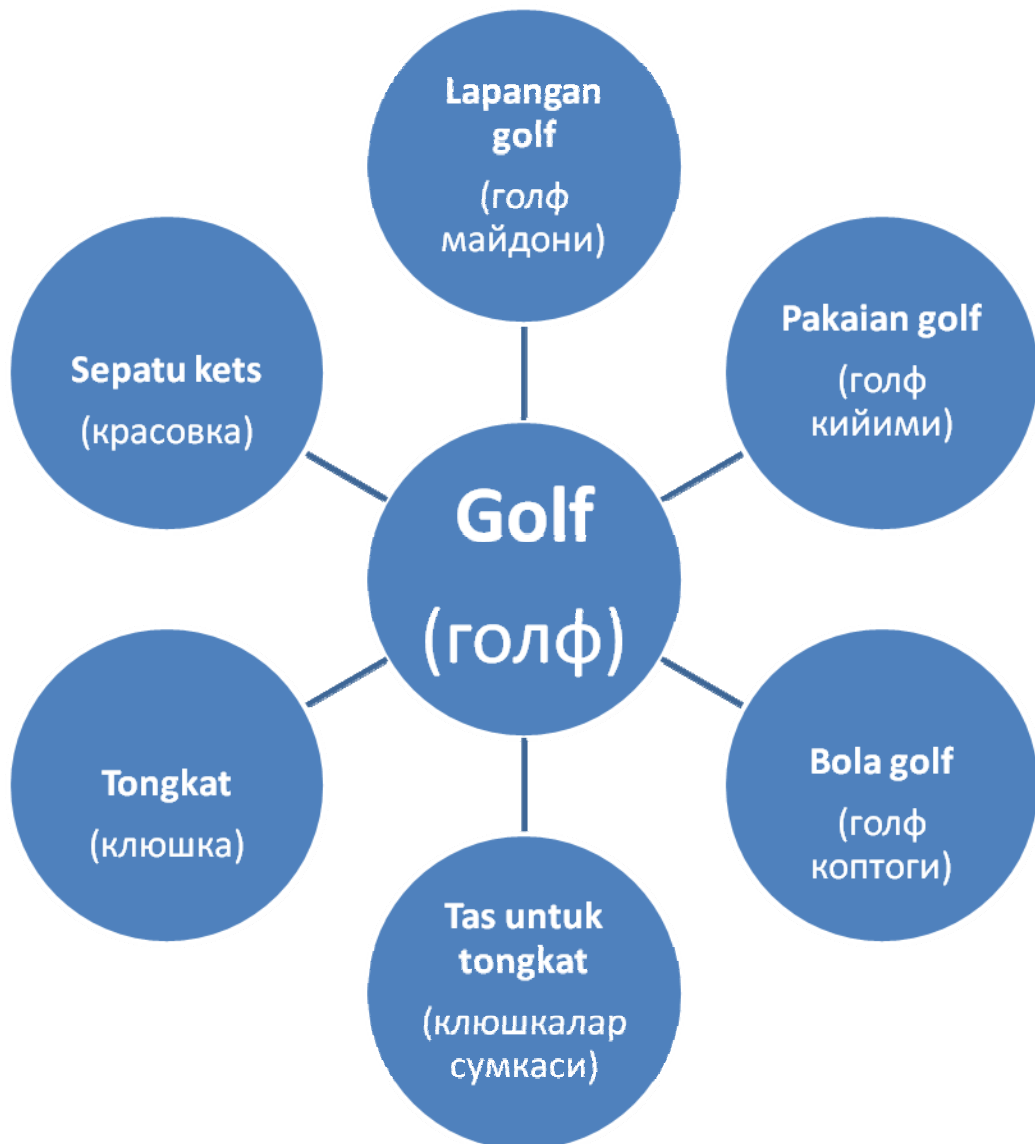 Lapangan
golf
(голф
майдони)
Pakaian golf
(голф
кийими)
Sepatu kets
(красовка)
Golf
(голф)
Tongkat
(клюшка)
Bola golf
(голф
коптоги)
Tas untuk
tongkat
(клюшкалар
сумкаси)